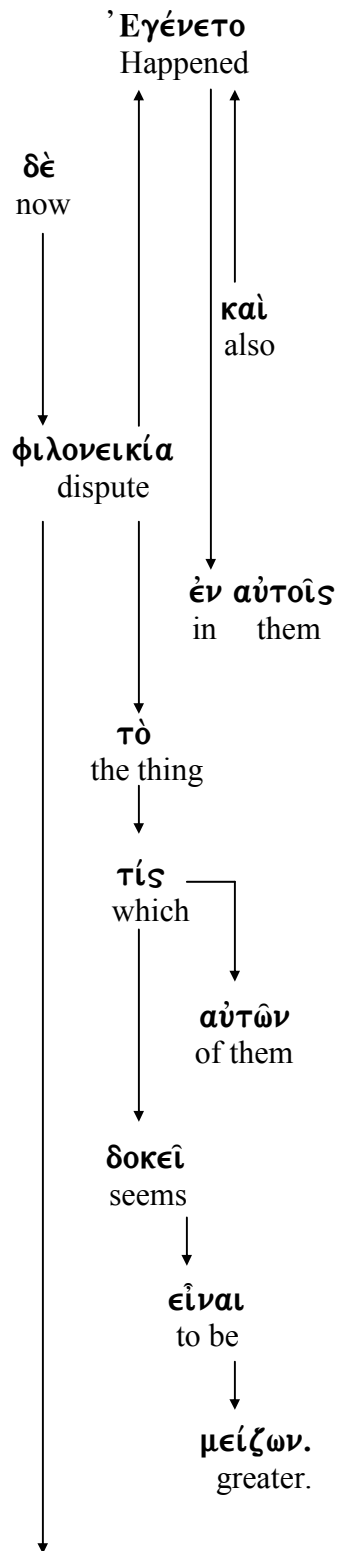 ᾿Εγένετο
Happened
δὲ
now
καὶ
also
φιλονεικία
dispute
ἐν αὐτοῖς
in them
τὸ
the thing
τίς
which
αὐτῶν
of them
δοκεῖ
seems
εἶναι
to be
μείζων.
greater.